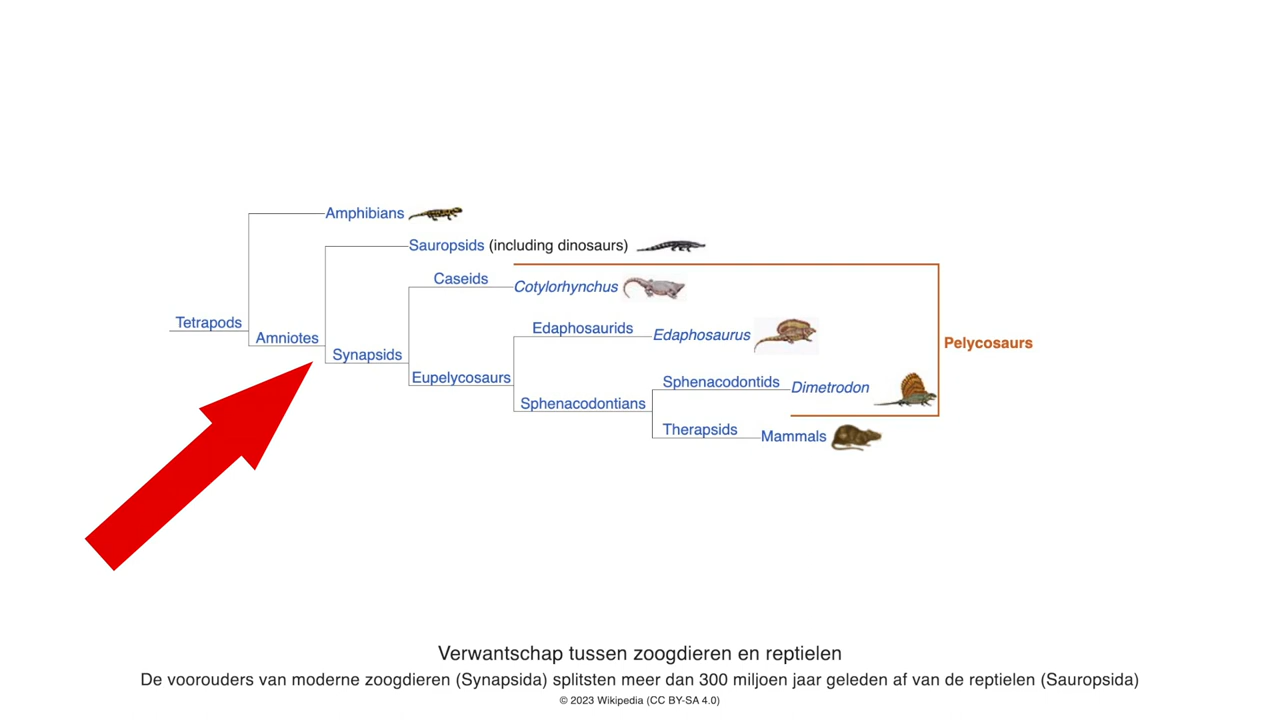 Amphibians
Sauropsids (including dinosaurs)
Caseids
Cotylorhynchus
Tetrapods
Edaphosaurids
Edaphosaurus
Amniotes
Pelycosaurs
Synapsids
Eupelycosaurs
Sphenacodontids
Dimetrodon
Sphenacodontians
Therapsids
Mammals
Verwantschap tussen zoogdieren en reptielen
De voorouders van moderne zoogdieren (Synapsida) splitsten meer dan 300 miljoen jaar geleden af van de reptielen (Sauropsida)
© 2023 Wikipedia (CC BY-SA 4.0)